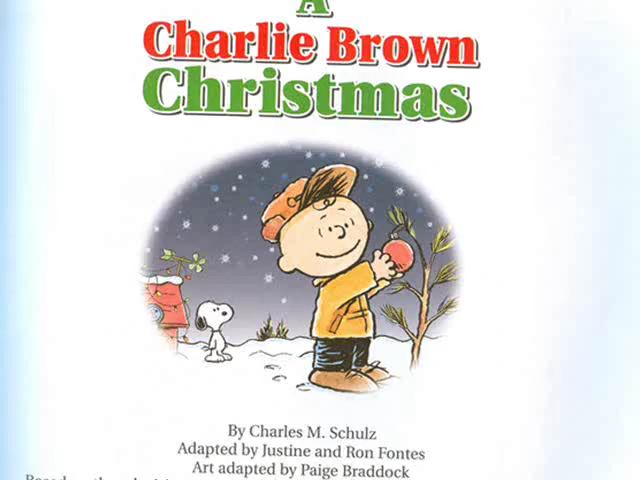 A
Charlie Brown
Christmas
By Charles M. Schulz
Adapted by Justine and Ron Fontes
Art adapted by Paige Braddock